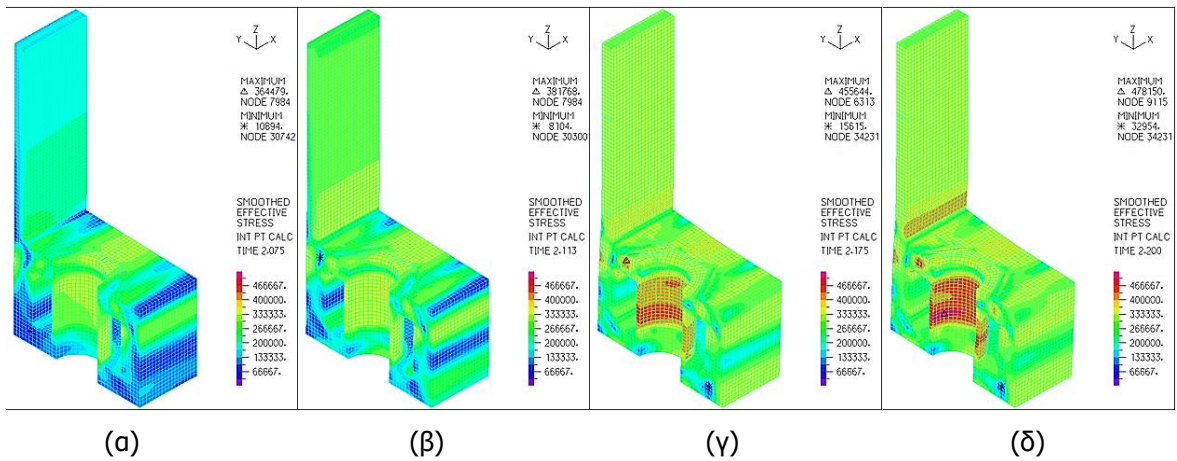 Z
Y X
MAXIMUM
△ 364479.
NODE 7984
MINIMUM
✳ 10894.
NODE 30742
SMOOTHED
EFFECTIVE
STRESS
INT PT CALC
TIME 2.075
466667.
400000.
333333.
266667.
133333.
66667.
(α)
Z
Y X
MAXIMUM
△ 381768.
NODE 7984
MINIMUM
✳ 8104.
NODE 30300
SMOOTHED
EFFECTIVE
STRESS
INT PT CALC
TIME 2.113
466667.
400000.
333333.
266667.
133333.
66667.
(β)
Z
Y X
MAXIMUM
△ 455644.
NODE 6313
MINIMUM
✳ 15615.
NODE 34231
SMOOTHED
EFFECTIVE
STRESS
INT PT CALC
TIME 2.175
466667.
400000.
333333.
266667.
133333.
66667.
(γ)
Z
Y X
MAXIMUM
△ 478150.
NODE 9115
MINIMUM
✳ 32954.
NODE 34231
SMOOTHED
EFFECTIVE
STRESS
INT PT CALC
TIME 2.200
466667.
400000.
333333.
266667.
133333.
66667.
(δ)